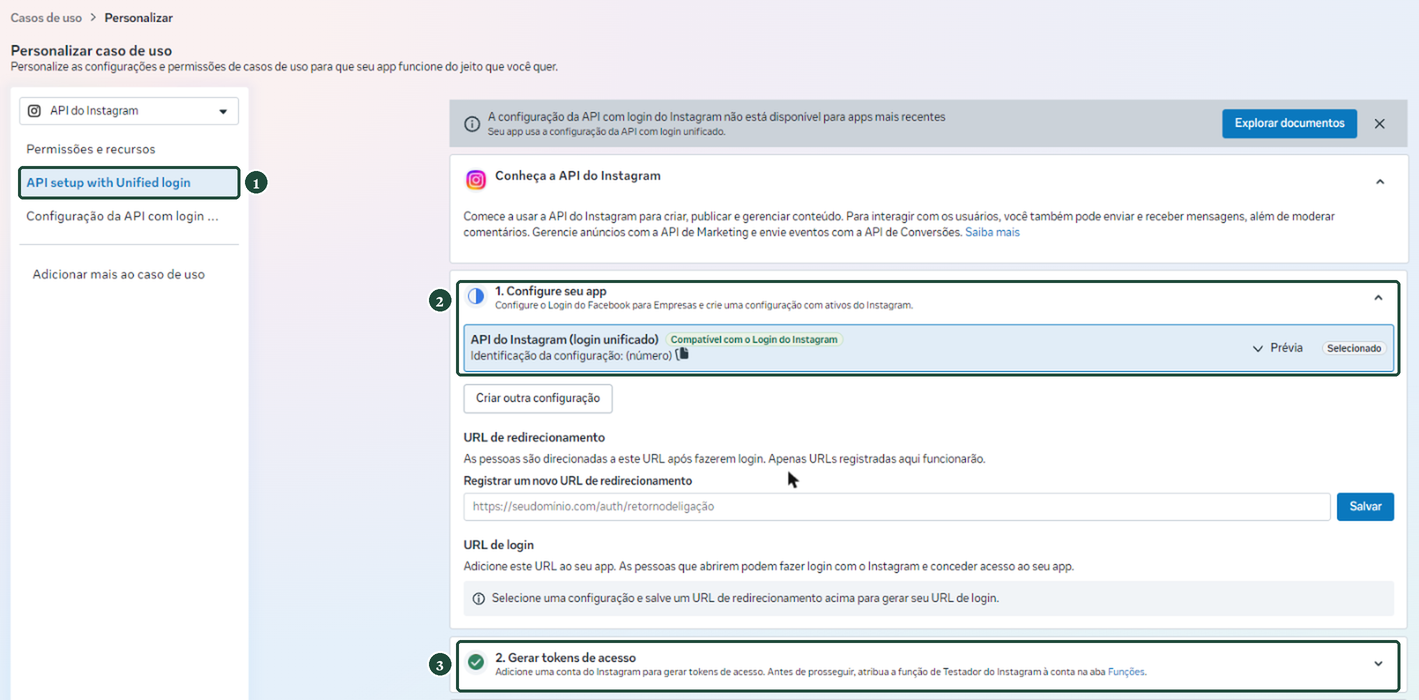 Casos de uso > Personalizar
Personalizar caso de uso
Personalize as configurações e permissões de casos de uso para que seu app funcione do jeito que você quer.
API do Instagram
Permissões e recursos
API setup with Unified login
1
Configuração da API com login ...
Adicionar mais ao caso de uso
A configuração da API com login do Instagram não está disponível para apps mais recentes
Seu app usa a configuração da API com login unificado.
Explorar documentos
Conheça a API do Instagram
Comece a usar a API do Instagram para criar, publicar e gerenciar conteúdo. Para interagir com os usuários, você também pode enviar e receber mensagens, além de moderar
comentários. Gerencie anúncios com a API de Marketing e envie eventos com a API de Conversões. Saiba mais
2
1. Configure seu app
Configure o Login do Facebook para Empresas e crie uma configuração com ativos do Instagram.
API do Instagram (login unificado) Compatível com o Login do Instagram
Identificação da configuração: (número)
Prévia
Selecionado
Criar outra configuração
URL de redirecionamento
As pessoas são direcionadas a este URL após fazerem login. Apenas URLs registradas aqui funcionarão.
Registrar um novo URL de redirecionamento
https://seudominio.com/auth/retornodeligação
Salvar
URL de login
Adicione este URL ao seu app. As pessoas que abrirem podem fazer login com o Instagram e conceder acesso ao seu app.
Selecione uma configuração e salve um URL de redirecionamento acima para gerar seu URL de login.
3
2. Gerar tokens de acesso
Adicione uma conta do Instagram para gerar tokens de acesso. Antes de prosseguir, atribua a função de Testador do Instagram à conta na aba Funções.